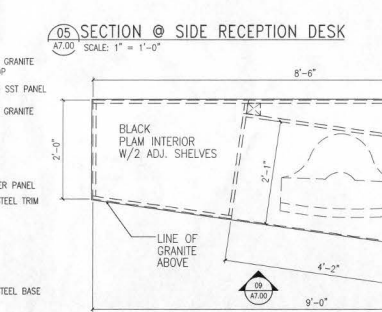 05 SECTION @ SIDE RECEPTION DESK
A7.00 SCALE: 1" = 1'-0"
GRANITE
OP
SST PANEL
GRANITE
ER PANEL
STEEL TRIM
STEEL BASE
8'-6"
2'-0"
BLACK
PLAM INTERIOR
W/2 ADJ. SHELVES
2'-1"
LINE OF
GRANITE
ABOVE
4'-2"
09
A7.00
9'-0"